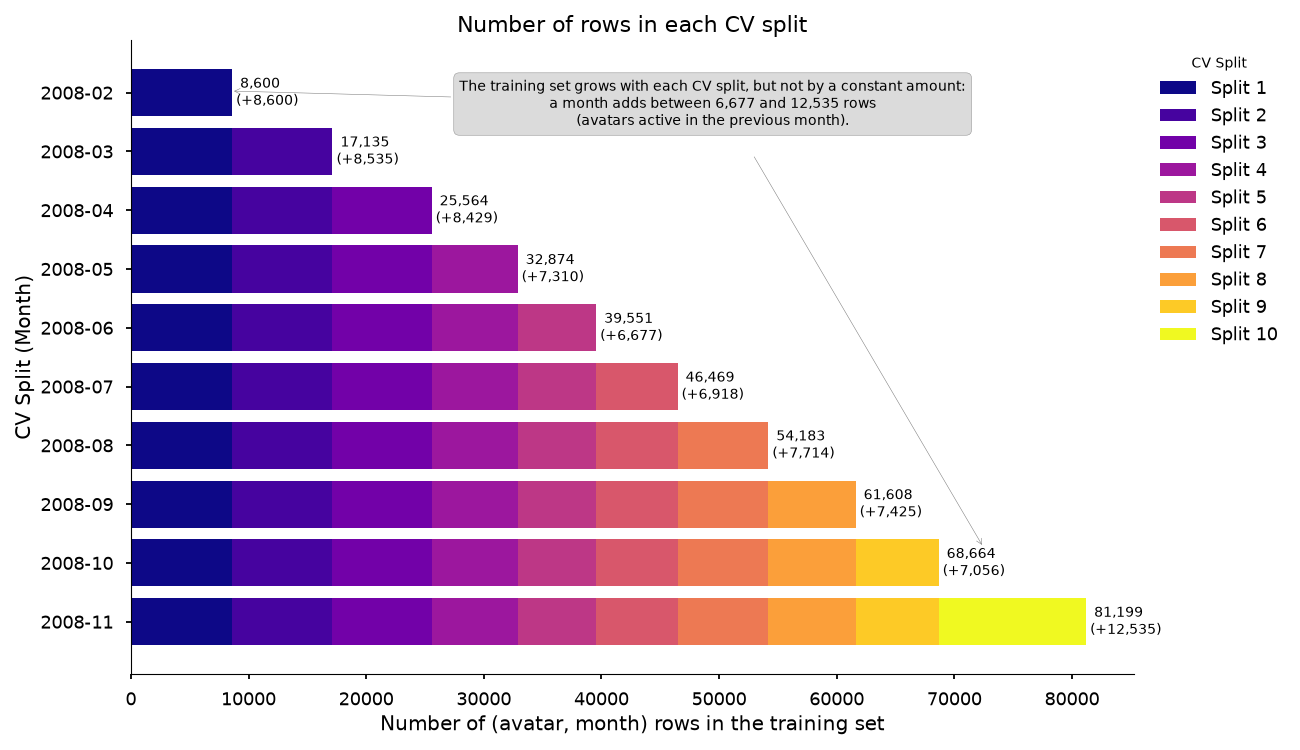 Number of rows in each CV split
The training set grows with each CV split, but not by a constant amount:
a month adds between 6,677 and 12,535 rows
(avatars active in the previous month).
CV Split
Split 1
Split 2
Split 3
Split 4
Split 5
Split 6
Split 7
Split 8
Split 9
Split 10
CV Split (Month)
2008-02
8,600
(+8,600)
2008-03
17,135
(+8,535)
2008-04
25,564
(+8,429)
2008-05
32,874
(+7,310)
2008-06
39,551
(+6,677)
2008-07
46,469
(+6,918)
2008-08
54,183
(+7,714)
2008-09
61,608
(+7,425)
2008-10
68,664
(+7,056)
2008-11
81,199
(+12,535)
0 10000 20000 30000 40000 50000 60000 70000 80000
Number of (avatar, month) rows in the training set